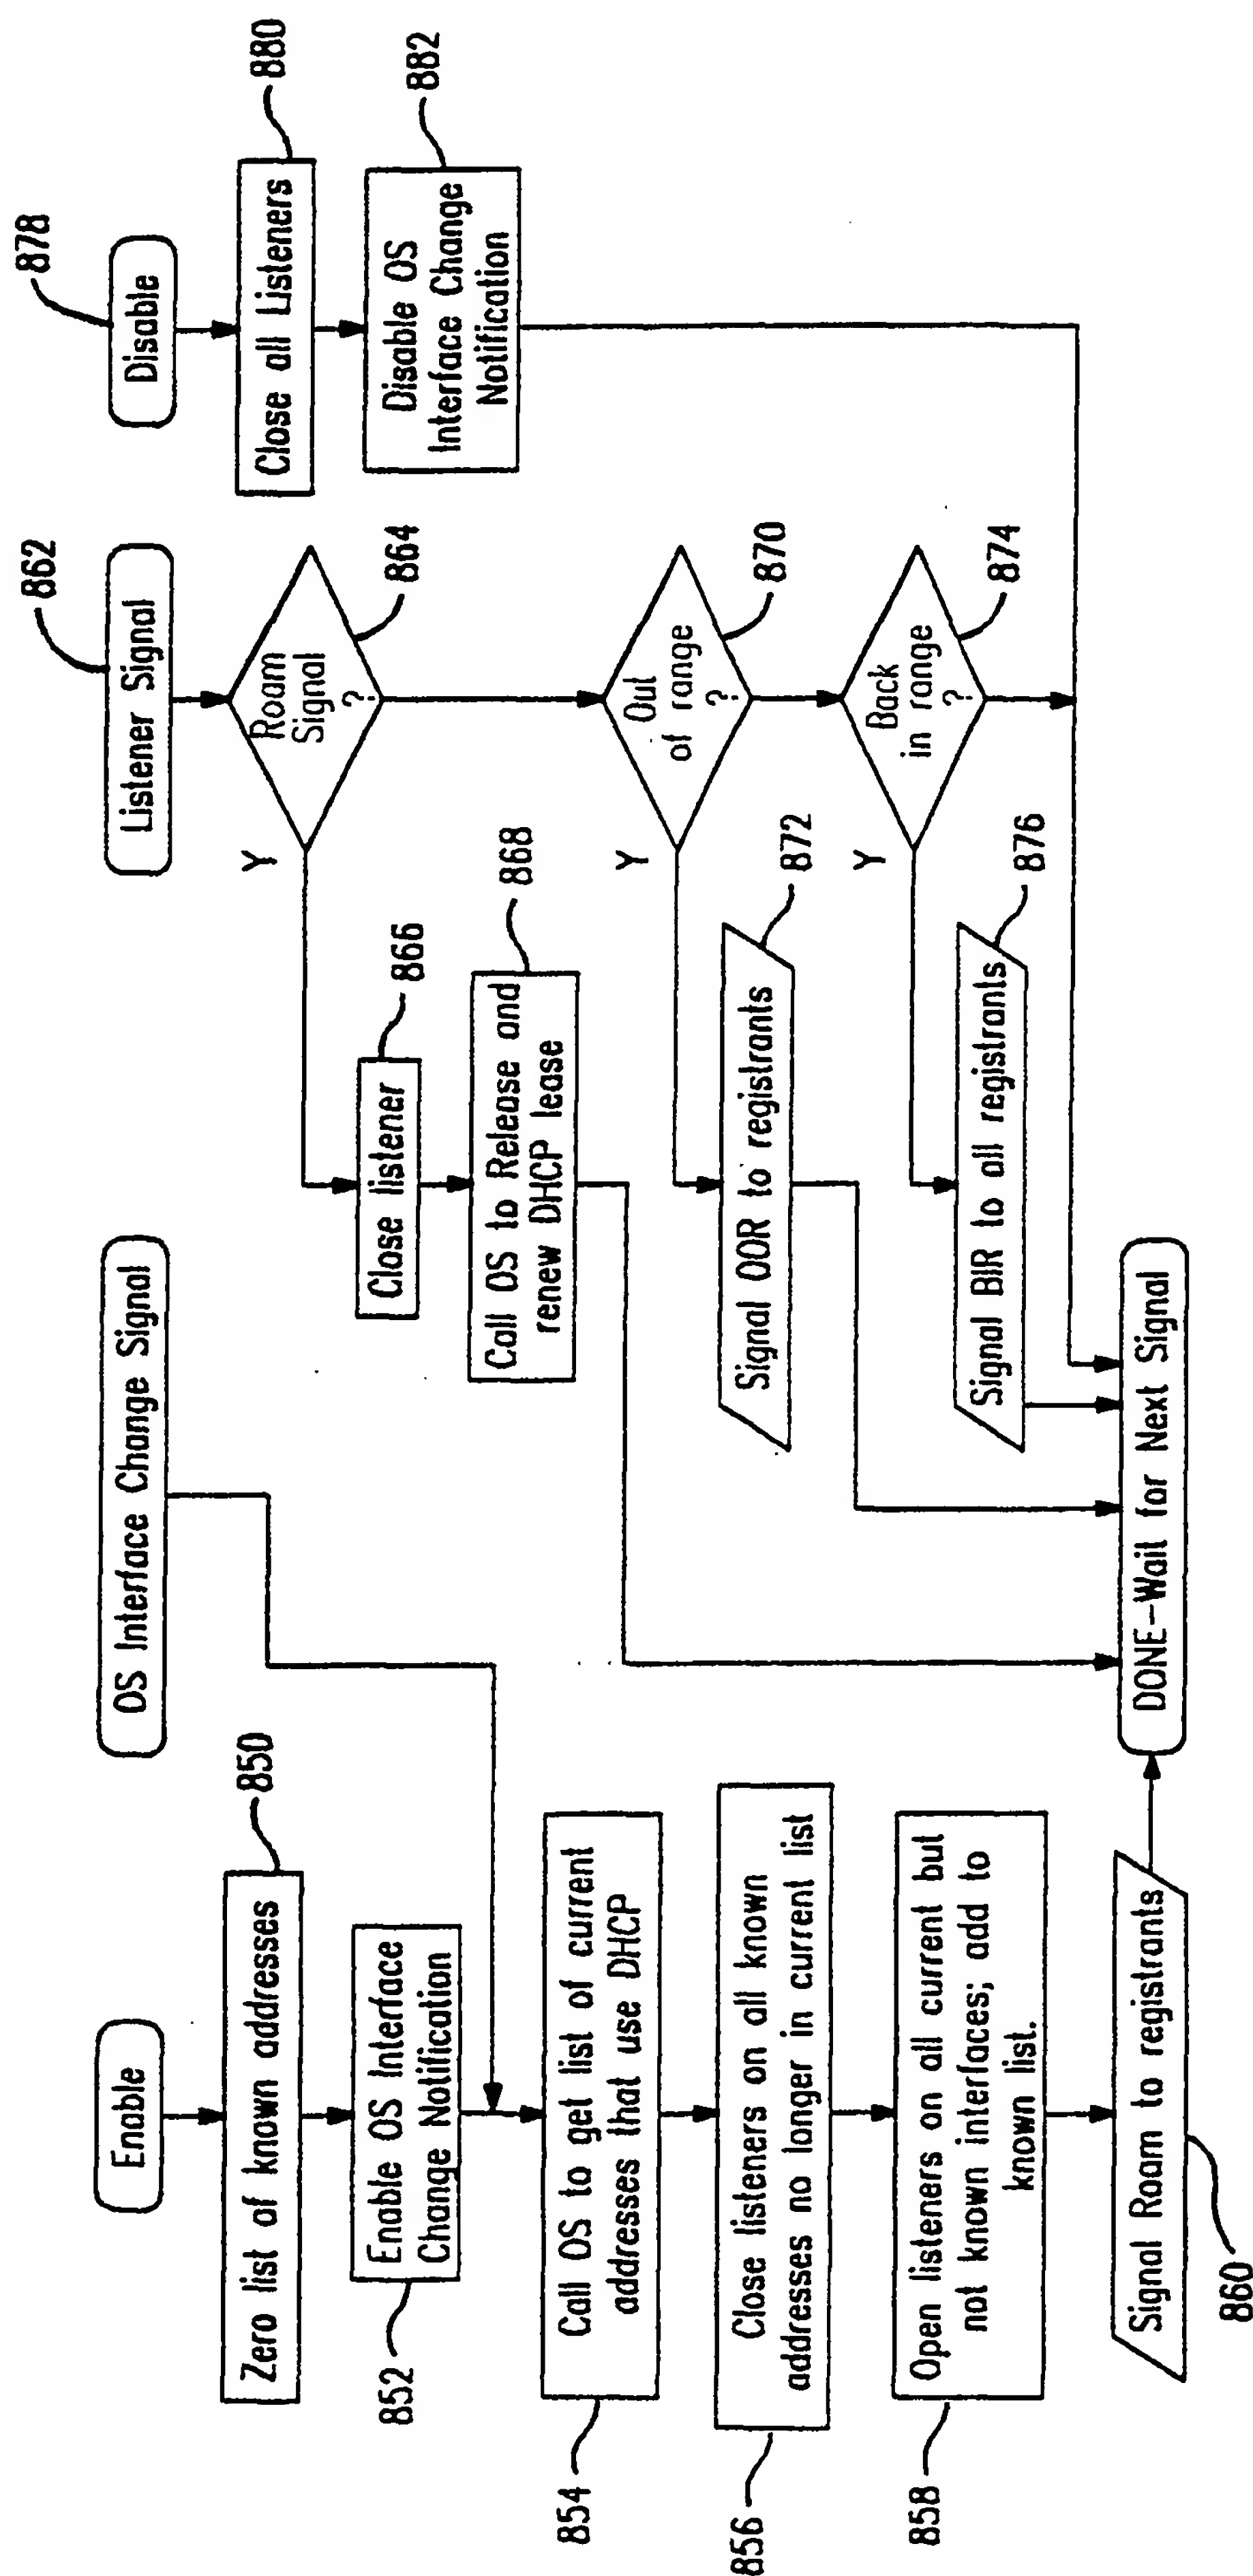 Enable
850
Zero list of known addresses
Enable OS Interface
Change Notification
852
Call OS to get list of current
addresses that use DHCP
854
Close listeners on all known
addresses no longer in current list
856
Open listeners on all current but
not known interfaces; add to
known list.
858
Signal Roam to registrants
860
OS Interface Change Signal
862
Listener Signal
Roam
Signal
?
864
Y
866
Close listener
868
Call OS to Release and
renew DHCP lease
Out
of range
?
870
Y
872
Signal OOR to registrants
Back
in range
?
874
Y
876
Signal BIR to all registrants
878
Disable
880
Close all Listeners
882
Disable OS
Interface Change
Notification
DONE-Wait for Next Signal